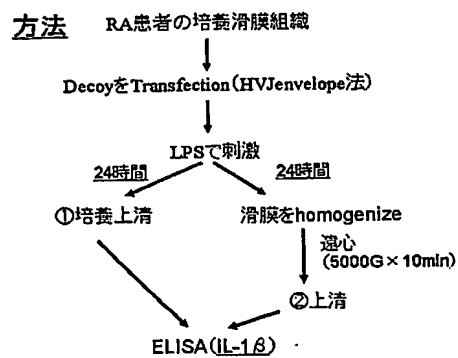 方法
RA患者の培養滑膜組織
DecoyをTransfection(HVJenvelope法)
LPSで刺激
24時間 24時間
①培養上清 滑膜をhomogenize
遠心
(5000G×10min)
②上清
ELISA(IL-1β)